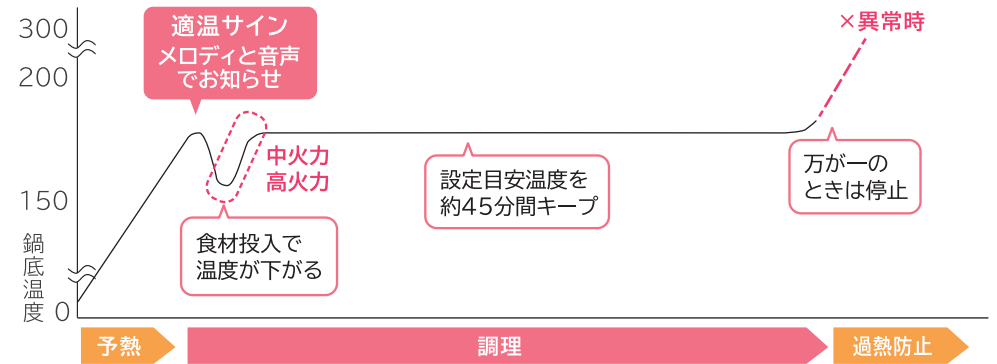 300
200
150
0
鍋底温度
適温サイン
メロディと音声
でお知らせ
中火力
高火力
食材投入で
温度が下がる
設定目安温度を
約45分間キープ
×異常時
万が一の
ときは停止
予熱
調理
過熱防止